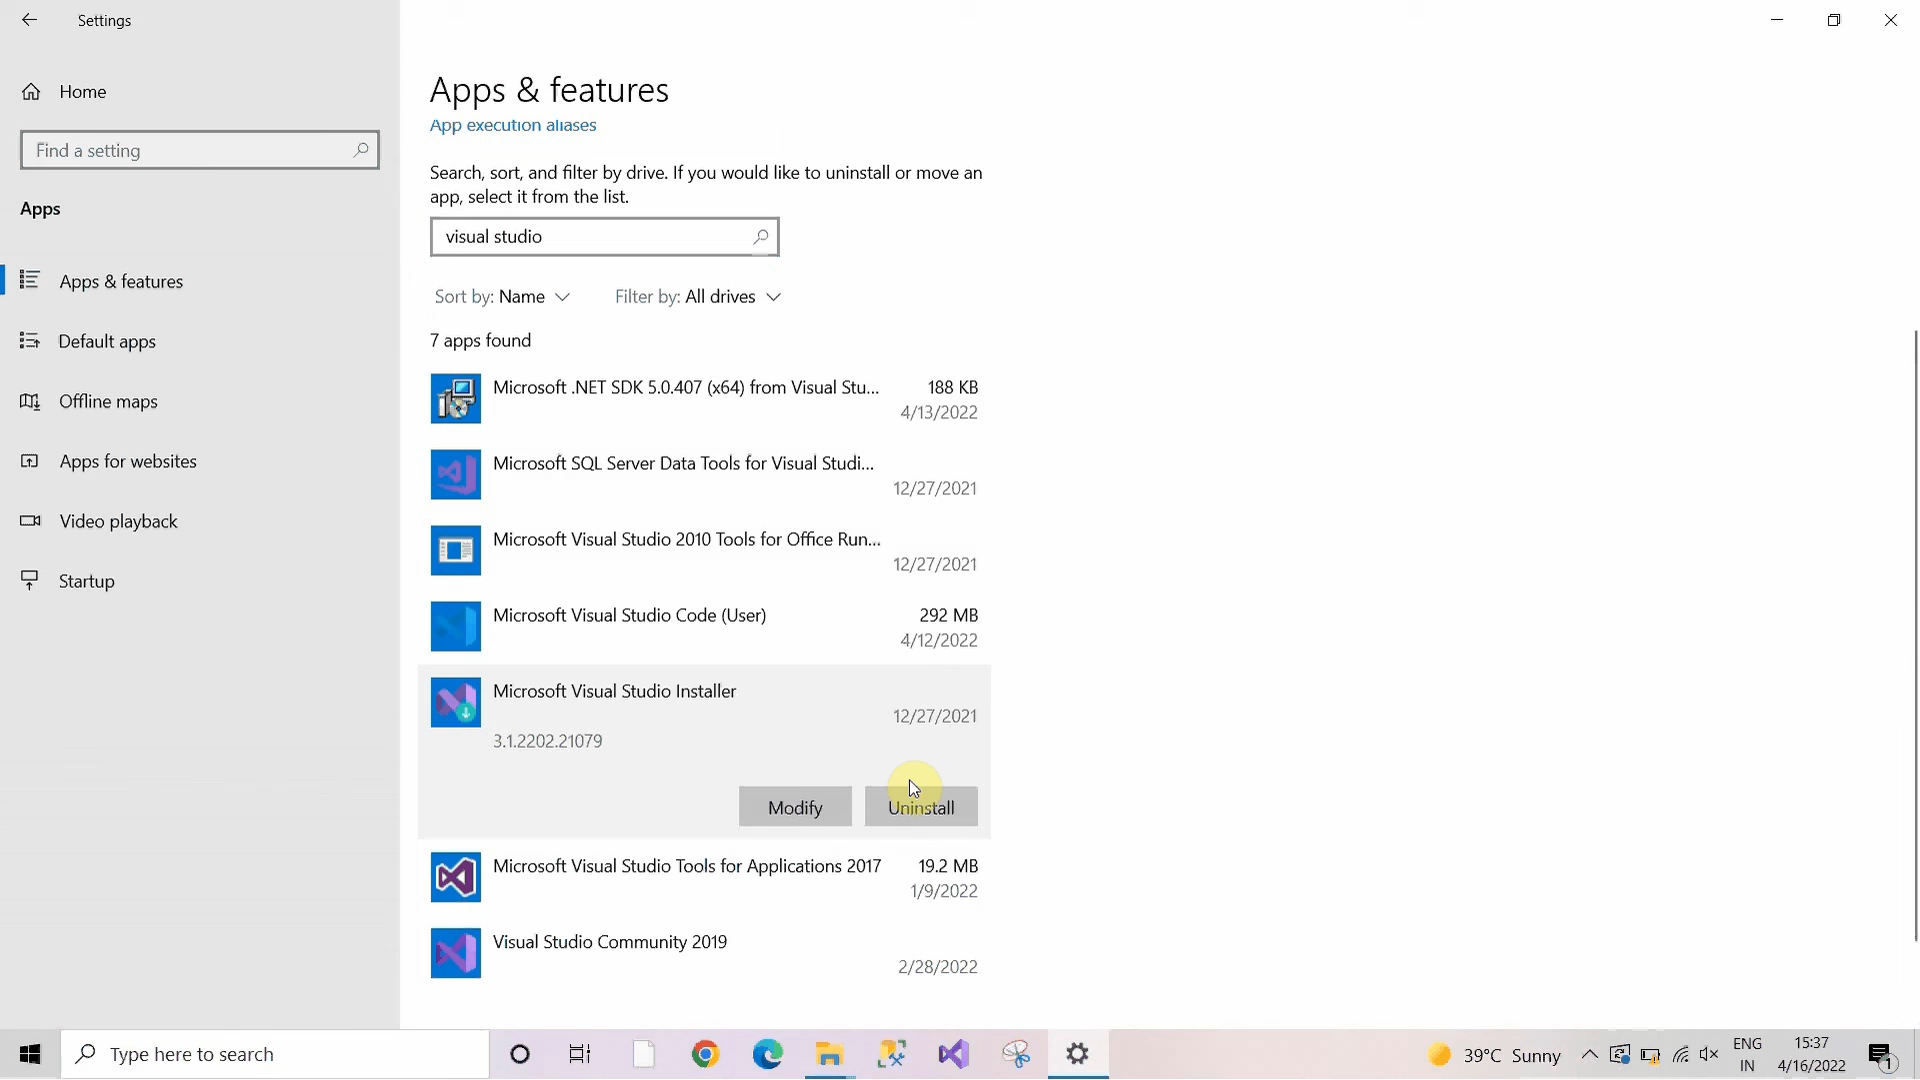 Settings
Home
Find a setting
Apps
Apps & features
Default apps
Offline maps
Apps for websites
Video playback
Startup
Apps & features
App execution aliases
Search, sort, and filter by drive. If you would like to uninstall or move an
app, select it from the list.
visual studio
Sort by: Name
Filter by: All drives
7 apps found
Microsoft .NET SDK 5.0.407 (x64) from Visual Stu...
188 KB
4/13/2022
Microsoft SQL Server Data Tools for Visual Studi...
12/27/2021
Microsoft Visual Studio 2010 Tools for Office Run...
12/27/2021
Microsoft Visual Studio Code (User)
292 MB
4/12/2022
Microsoft Visual Studio Installer
12/27/2021
3.1.2202.21079
Modify
Uninstall
Microsoft Visual Studio Tools for Applications 2017
19.2 MB
1/9/2022
Visual Studio Community 2019
2/28/2022
Type here to search
39°C Sunny
ENG
IN
15:37
4/16/2022
1